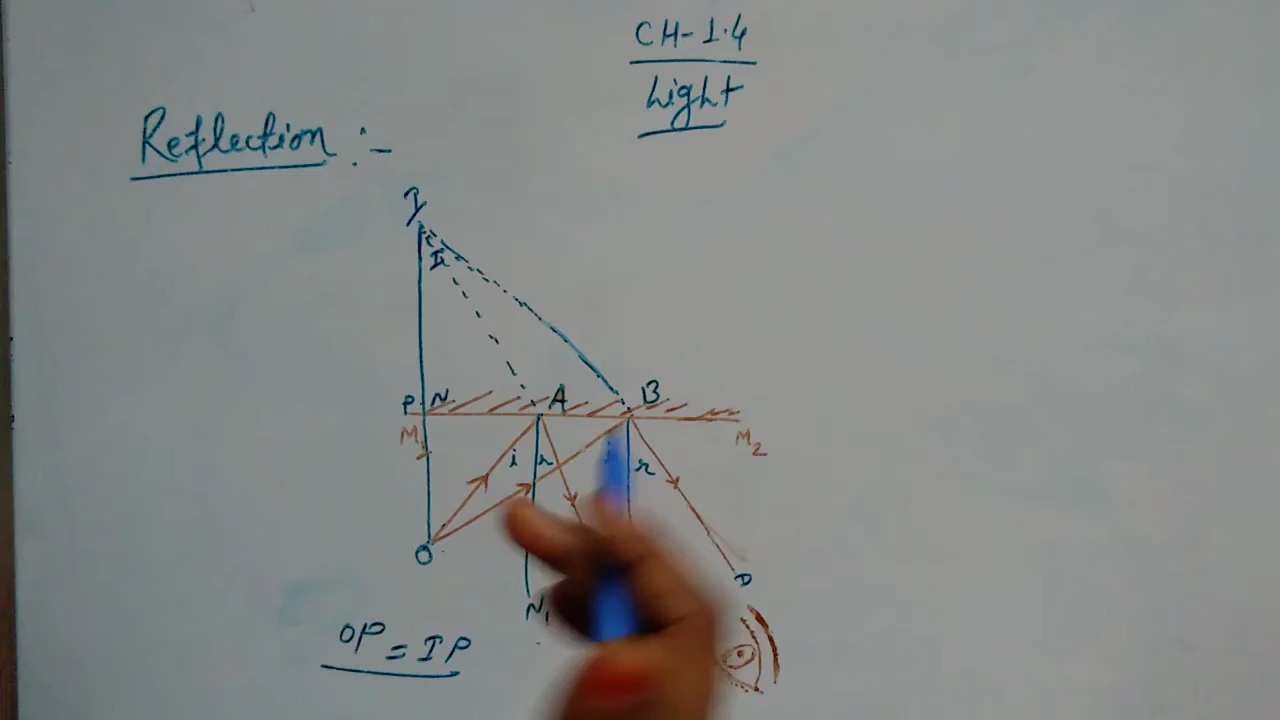 CH-1.4
Light
Reflection :-
I
P N A B
M1 M2
i r r
O
D
N1
OP = IP